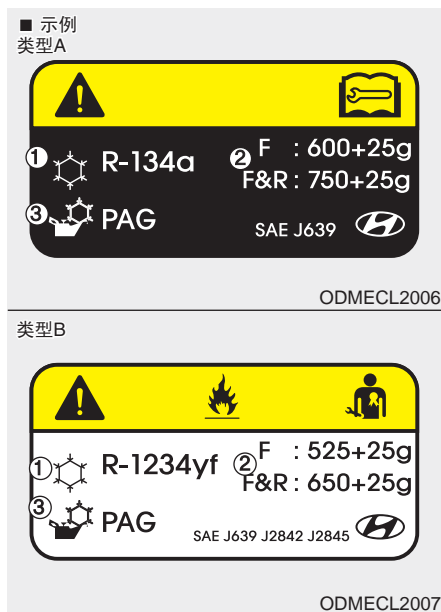 ■ 示例
类型A
① R-134a ② F : 600+25g
F&R : 750+25g
③ PAG
SAE J639
ODMECL2006
类型B
① R-1234yf ② F : 525+25g
F&R : 650+25g
③ PAG
SAE J639 J2842 J2845
ODMECL2007